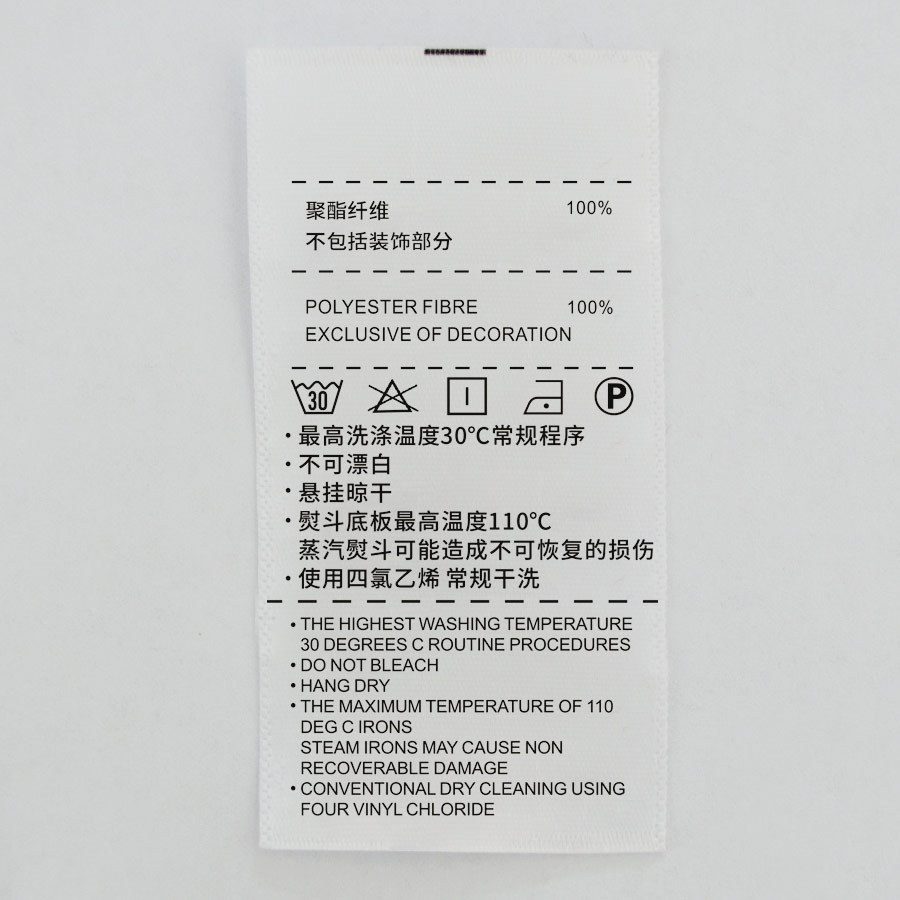 聚酯纤维 100%
不包括装饰部分
POLYESTER FIBRE 100%
EXCLUSIVE OF DECORATION
30 P
·最高洗涤温度30℃常规程序
·不可漂白
·悬挂晾干
·熨斗底板最高温度110℃
蒸汽熨斗可能造成不可恢复的损伤
·使用四氯乙烯 常规干洗
•THE HIGHEST WASHING TEMPERATURE
30 DEGREES C ROUTINE PROCEDURES
•DO NOT BLEACH
•HANG DRY
•THE MAXIMUM TEMPERATURE OF 110
DEG C IRONS
STEAM IRONS MAY CAUSE NON
RECOVERABLE DAMAGE
•CONVENTIONAL DRY CLEANING USING
FOUR VINYL CHLORIDE